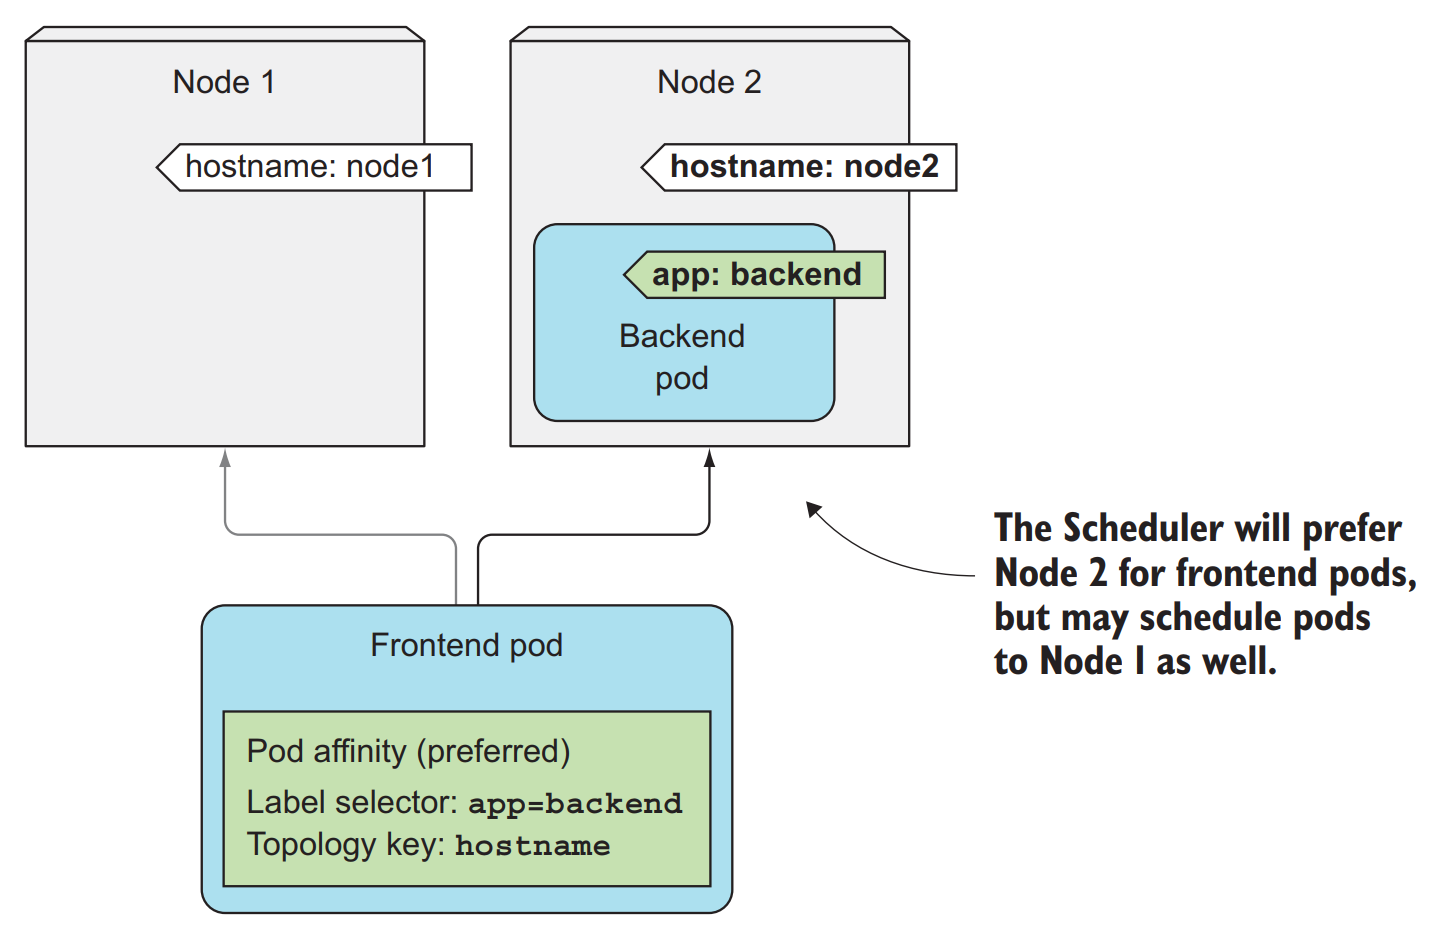 Node 1
Node 2
hostname: node1
hostname: node2
app: backend
Backend
pod
The Scheduler will prefer
Node 2 for frontend pods,
but may schedule pods
to Node 1 as well.
Frontend pod
Pod affinity (preferred)
Label selector: app=backend
Topology key: hostname